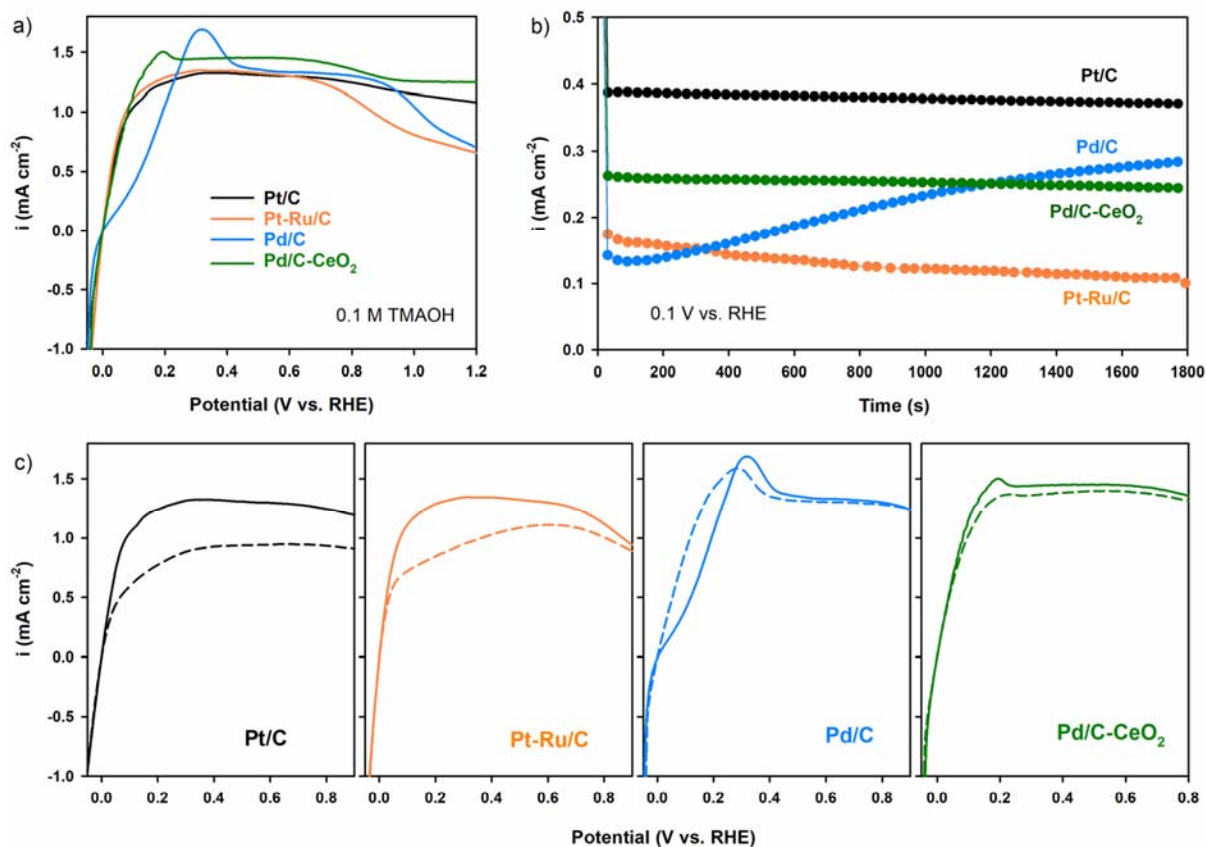 a)
i (mA cm-2)
1.5
1.0
0.5
0.0
0.5
-1.0
Pt/C
Pt-Ru/C
Pd/C
Pd/C-CeO2
0.1 M TMAOH
0.0 0.2 0.4 0.6 0.8 1.0 1.2
Potential (V vs. RHE)
b)
i (mA cm-2)
0.5
0.4
0.3
0.2
0.1
0.0
Pt/C
Pd/C
Pd/C-CeO2
Pt-Ru/C
0.1 V vs. RHE
0 200 400 600 800 1000 1200 1400 1600 1800
Time (s)
c)
i (mA cm-2)
1.5
1.0
0.5
0.0
-0.5
-1.0
Pt/C
Pt-Ru/C
Pd/C
Pd/C-CeO2
0.0 0.2 0.4 0.6 0.8
0.0 0.2 0.4 0.6 0.8
0.0 0.2 0.4 0.6 0.8
0.0 0.2 0.4 0.6 0.8
Potential (V vs. RHE)